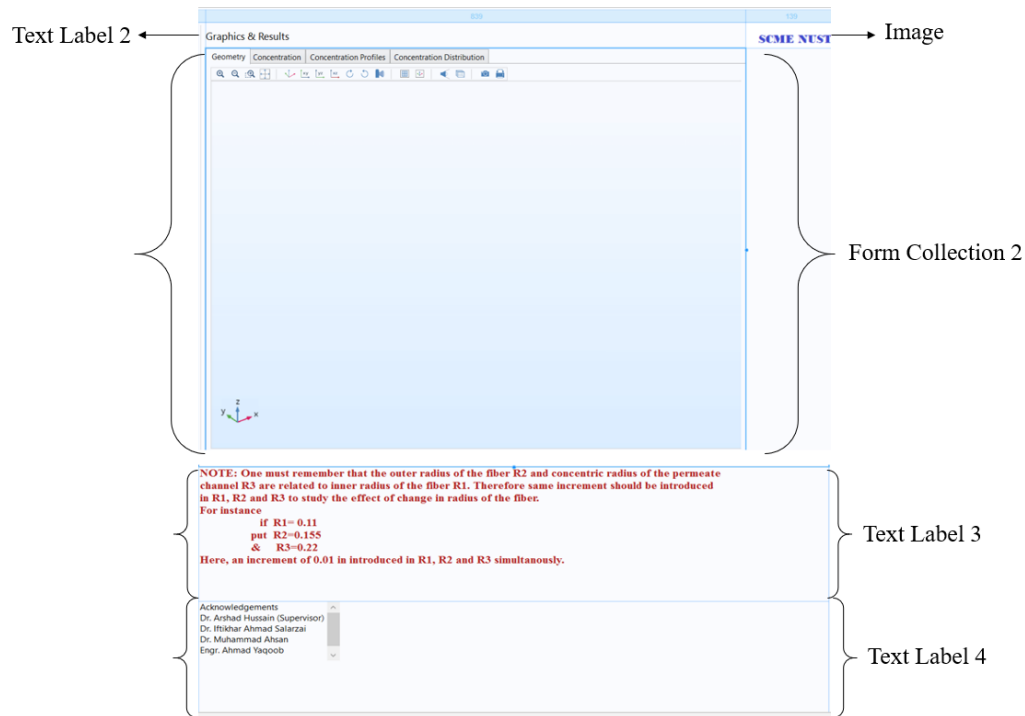 839 139
Text Label 2 Graphics & Results SCME NUST Image
Geometry Concentration Concentration Profiles Concentration Distribution
Form Collection 2
z
y x
NOTE: One must remember that the outer radius of the fiber R2 and concentric radius of the permeate
channel R3 are related to inner radius of the fiber R1. Therefore same increment should be introduced
in R1, R2 and R3 to study the effect of change in radius of the fiber.
For instance
if R1= 0.11
put R2=0.155
& R3=0.22
Here, an increment of 0.01 in introduced in R1, R2 and R3 simultanously.
Text Label 3
Acknowledgements
Dr. Arshad Hussain (Supervisor)
Dr. Iftikhar Ahmad Salarzai
Dr. Muhammad Ahsan
Engr. Ahmad Yaqoob
Text Label 4